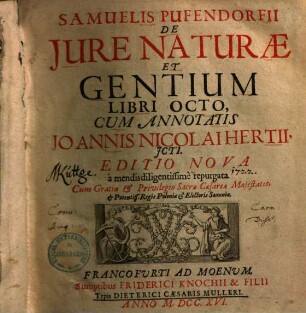 SAMUELIS PUFENDORFII
DE
JURE NATURÆ
ET
GENTIUM
LIBRI OCTO,
CUM ANNOTATIS
JOANNIS NICOLAI HERTII.
JCTI.
EDITIO NOVA
à mendis diligentissimè repurgata
Cum Gratia & Privilegio Sacræ Cæsareæ Majestatis
& Potentiss. Regis Poloniæ & Electoris Saxoniæ.
FRANCOFURTI AD MOENUM.
Sumptibus FRIDERICI KNOCHII & FILII
Typis DIETERICI CÆSARIS MULLERI.
ANNO M. DCC. XVI.